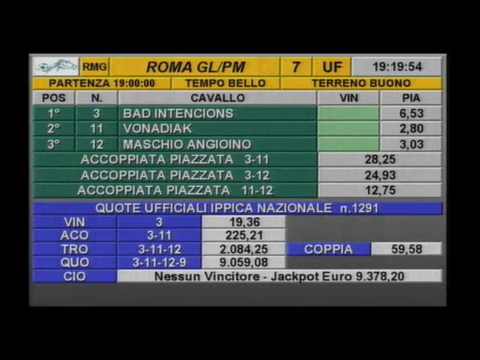 RMG ROMA GL/PM 7 UF 19:19:54
PARTENZA 19:00:00 TEMPO BELLO TERRENO BUONO
POS N. CAVALLO VIN PIA
1° 3 BAD INTENCIONS 6,53
2° 11 VONADIAK 2,80
3° 12 MASCHIO ANGIOINO 3,03
ACCOPPIATA PIAZZATA 3-11 28,25
ACCOPPIATA PIAZZATA 3-12 24,93
ACCOPPIATA PIAZZATA 11-12 12,75
QUOTE UFFICIALI IPPICA NAZIONALE n.1291
VIN 3 19,36
ACO 3-11 225,21
TRO 3-11-12 2.084,25 COPPIA 59,58
QUO 3-11-12-9 9.059,08
CIO Nessun Vincitore - Jackpot Euro 9.378,20